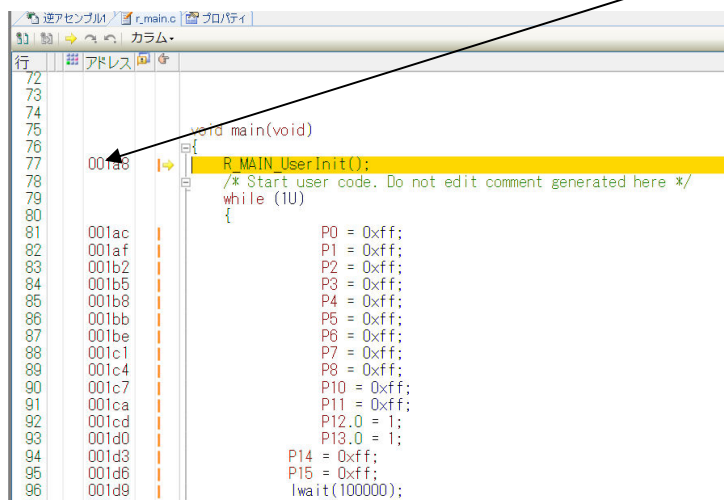 逆アセンブル1 r_main.c プロパティ
カラム
行 アドレス
72
73
74
75 void main(void)
76 {
77 001a8 R_MAIN_UserInit();
78 /* Start user code. Do not edit comment generated here */
79 while (1U)
80 {
81 001ac P0 = 0xff;
82 001af P1 = 0xff;
83 001b2 P2 = 0xff;
84 001b5 P3 = 0xff;
85 001b8 P4 = 0xff;
86 001bb P5 = 0xff;
87 001be P6 = 0xff;
88 001c1 P7 = 0xff;
89 001c4 P8 = 0xff;
90 001c7 P10 = 0xff;
91 001ca P11 = 0xff;
92 001cd P12.0 = 1;
93 001d0 P13.0 = 1;
94 001d3 P14 = 0xff;
95 001d6 P15 = 0xff;
96 001d9 lwait(100000);